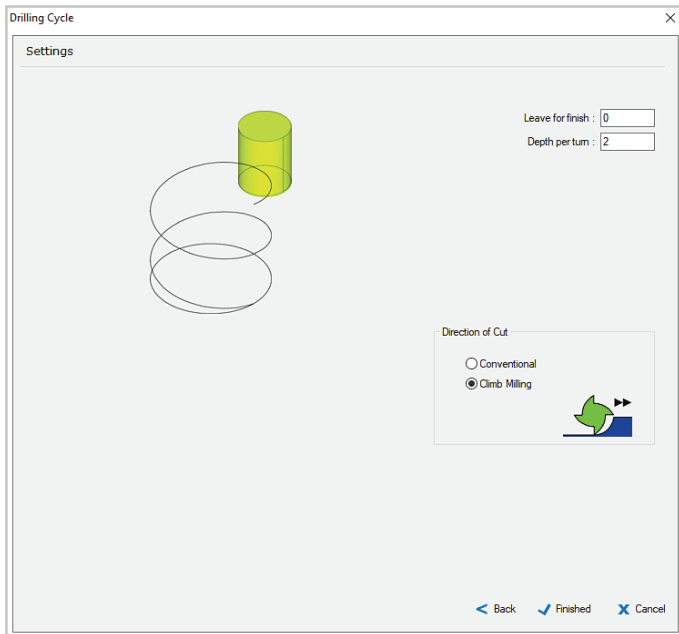 Drilling Cycle
Settings
Leave for finish : 0
Depth per turn : 2
Direction of Cut
Conventional
Climb Milling
< Back Finished X Cancel